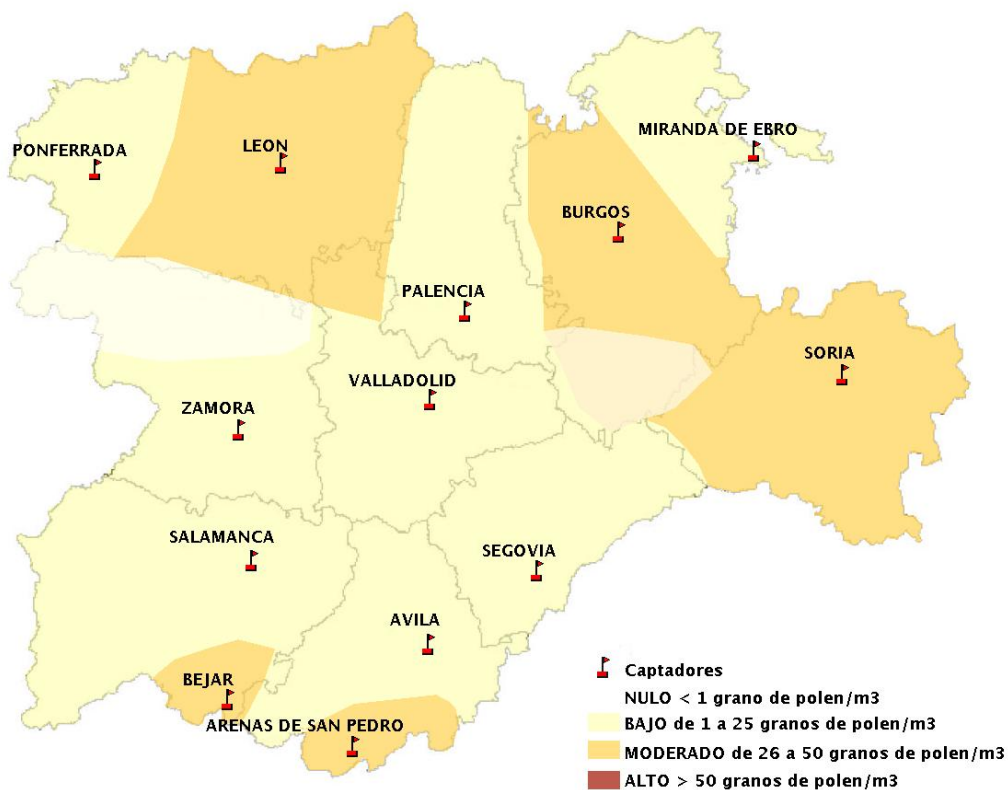 MIRANDA DE EBRO
PONFERRADA
LEON
BURGOS
PALENCIA
SORIA
VALLADOLID
ZAMORA
SALAMANCA
SEGOVIA
AVILA
BEJAR
ARENAS DE SAN PEDRO
Captadores
NULO < 1 grano de polen/m3
BAJO de 1 a 25 granos de polen/m3
MODERADO de 26 a 50 granos de polen/m3
ALTO > 50 granos de polen/m3